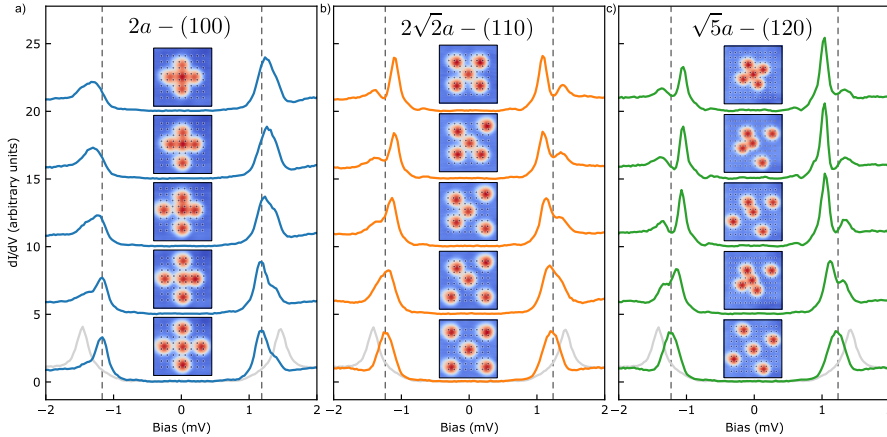 a)
2a − (100)
b)
2√2a − (110)
c)
√5a − (120)
dI/dV (arbitrary units)
25
20
15
10
5
0
−2
−1
0
1
2
−2
−1
0
1
2
−2
−1
0
1
Bias (mV)
Bias (mV)
Bias (mV)